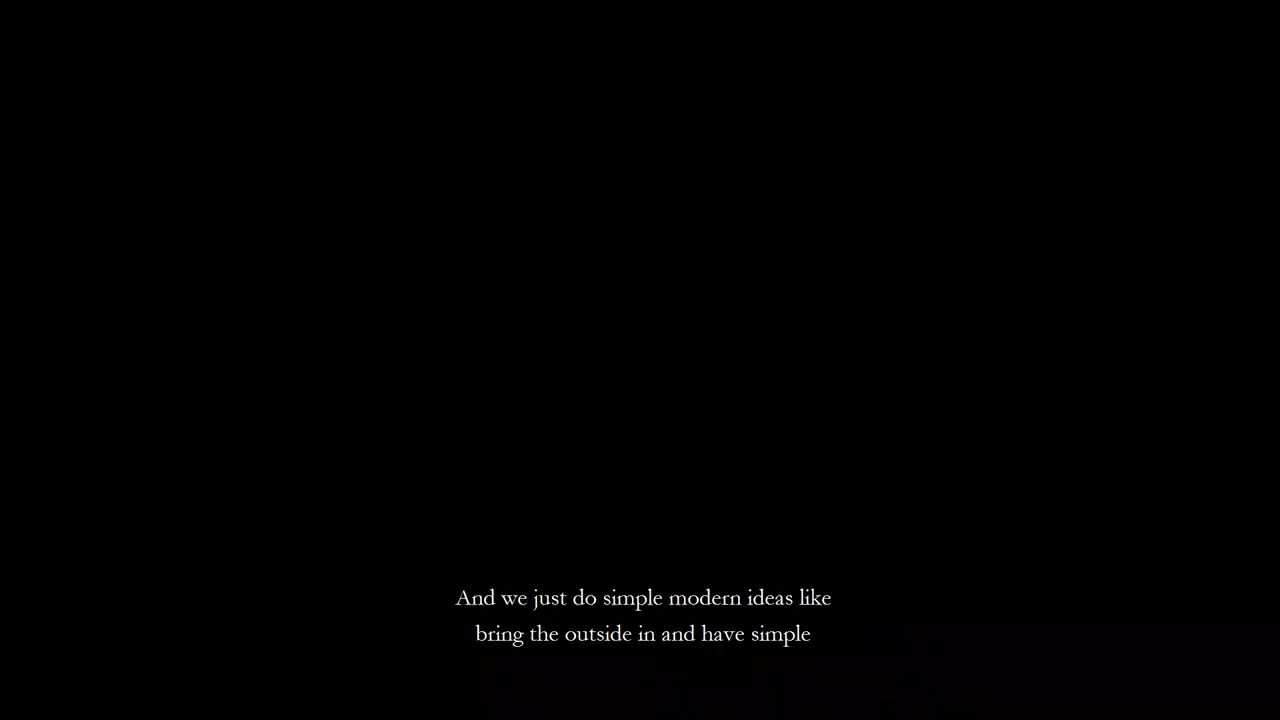 And we just do simple modern ideas like
bring the outside in and have simple